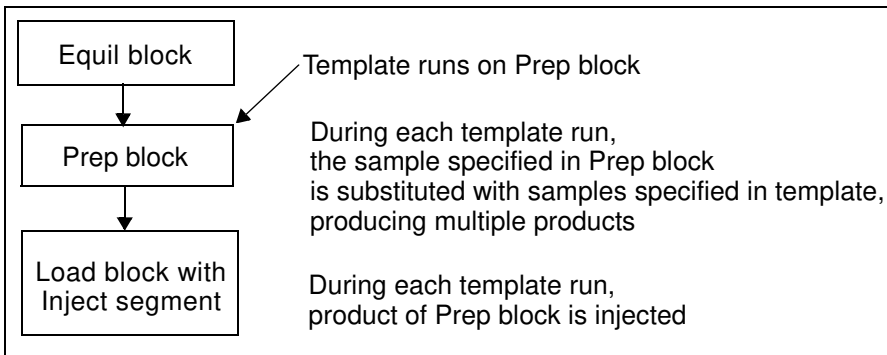 Equil block
Template runs on Prep block
Prep block
During each template run,
the sample specified in Prep block
is substituted with samples specified in template,
producing multiple products
Load block with
Inject segment
During each template run,
product of Prep block is injected